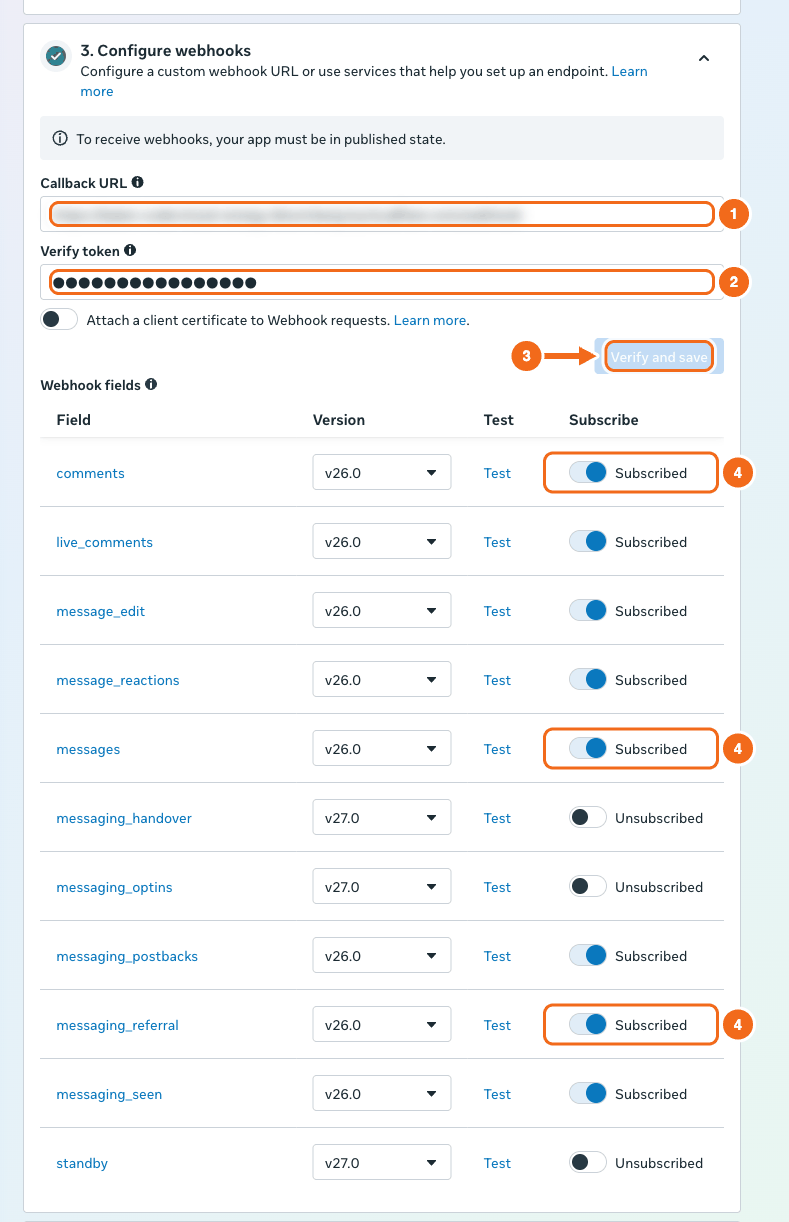 3. Configure webhooks
Configure a custom webhook URL or use services that help you set up an endpoint. Learn
more
To receive webhooks, your app must be in published state.
Callback URL
1
Verify token
●●●●●●●●●●●●●●●●
2
Attach a client certificate to Webhook requests. Learn more.
3 Verify and save
Webhook fields
Field Version Test Subscribe
comments v26.0 Test Subscribed 4
live_comments v26.0 Test Subscribed
message_edit v26.0 Test Subscribed
message_reactions v26.0 Test Subscribed
messages v26.0 Test Subscribed 4
messaging_handover v27.0 Test Unsubscribed
messaging_optins v27.0 Test Unsubscribed
messaging_postbacks v26.0 Test Subscribed
messaging_referral v26.0 Test Subscribed 4
messaging_seen v26.0 Test Subscribed
standby v27.0 Test Unsubscribed